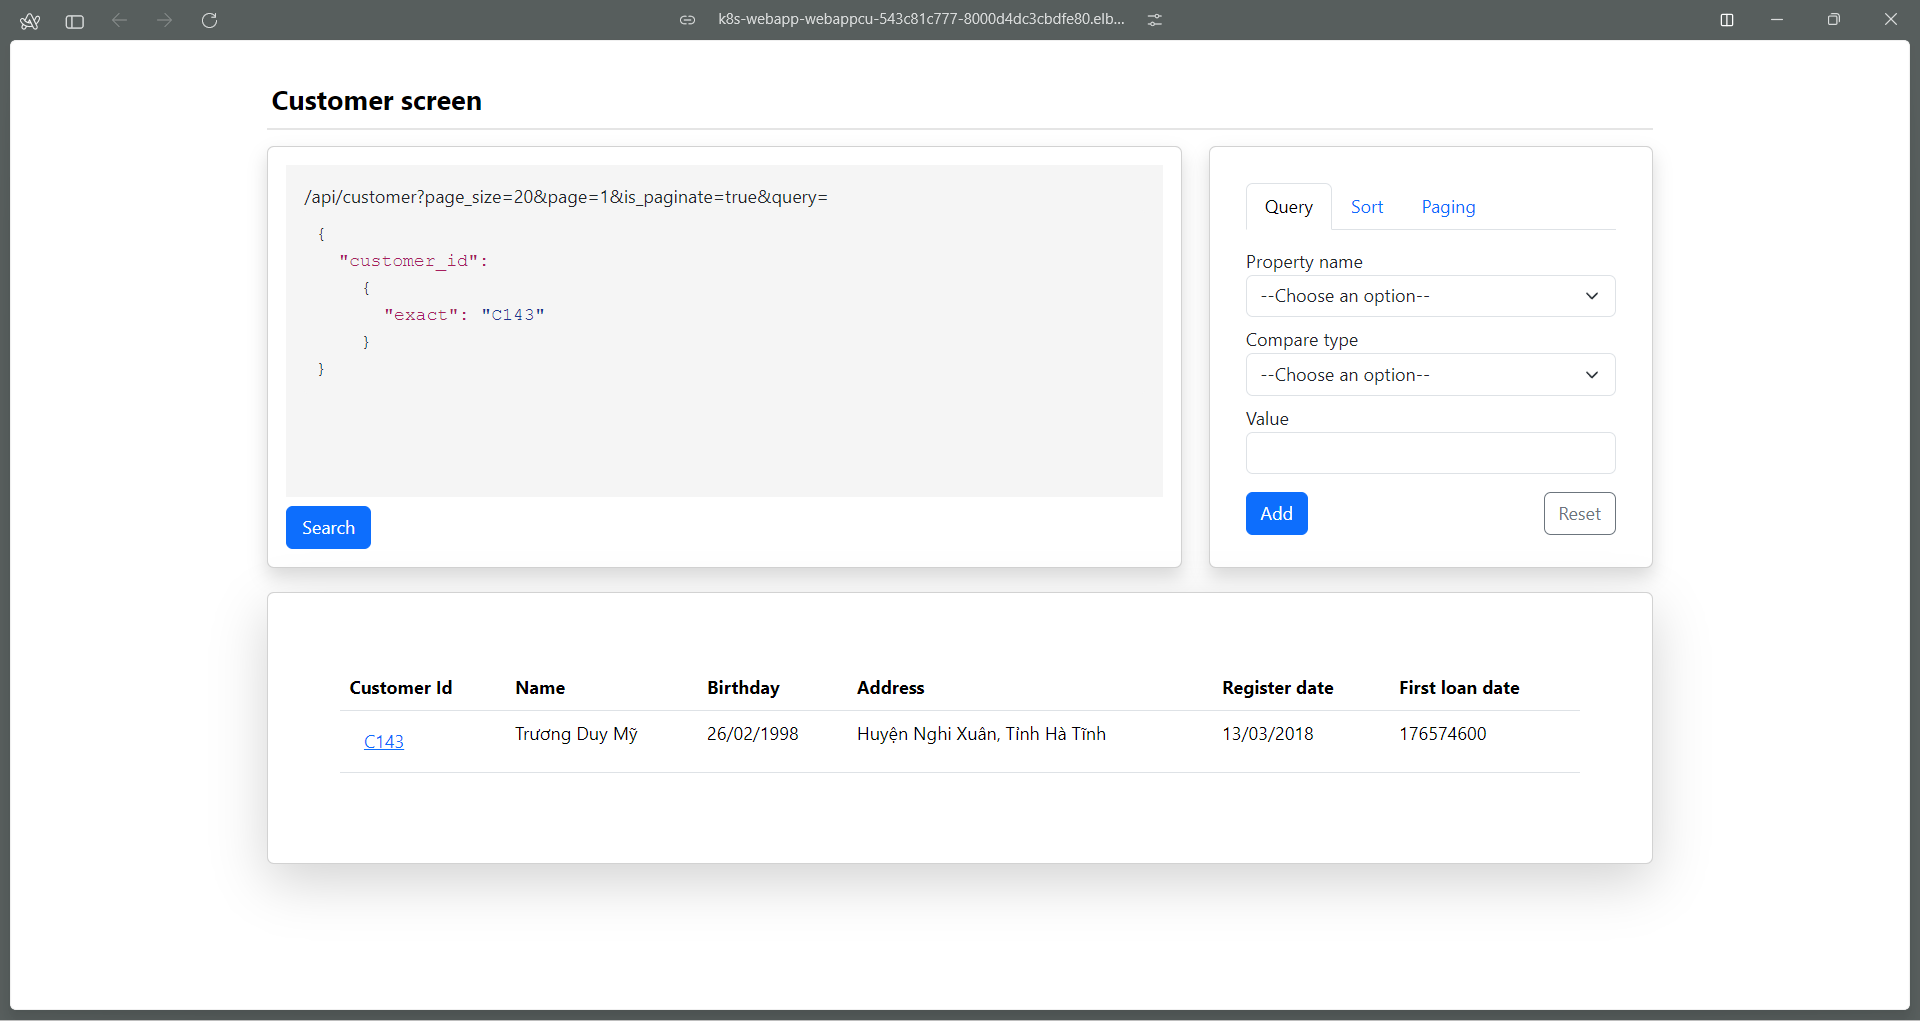 k8s-webapp-webappcu-543c81c777-8000d4dc3cbdfe80.elb...
Customer screen
/api/customer?page_size=20&page=1&is_paginate=true&query=
{
"customer_id":
{
"exact": "C143"
}
}
Search
Query Sort Paging
Property name
--Choose an option--
Compare type
--Choose an option--
Value
Add Reset
Customer Id Name Birthday Address Register date First loan date
C143 Trương Duy Mỹ 26/02/1998 Huyện Nghi Xuân, Tỉnh Hà Tĩnh 13/03/2018 176574600